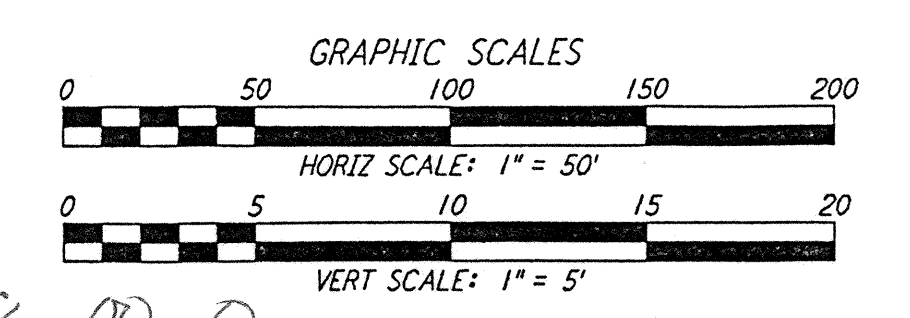 GRAPHIC SCALES
0 50 100 150 200
HORIZ SCALE: 1" = 50'
0 5 10 15 20
VERT SCALE: 1" = 5'